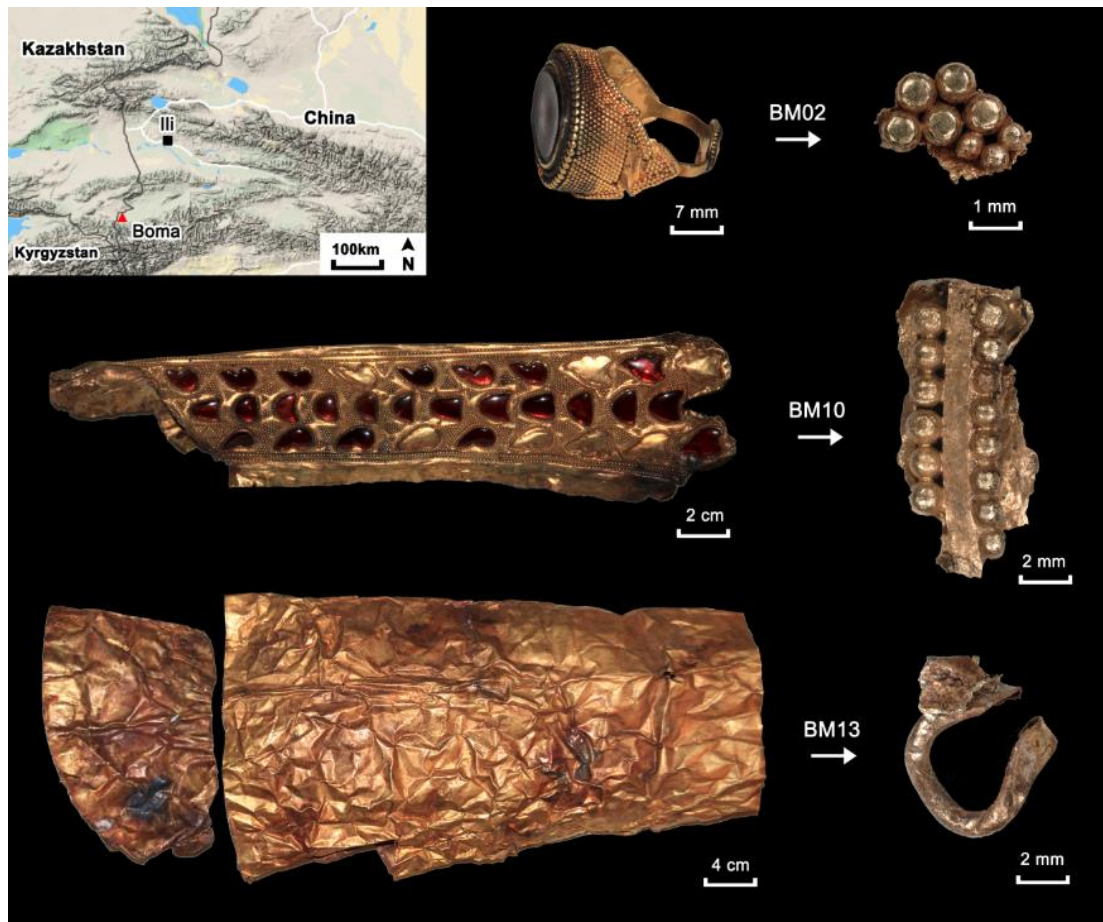 Kazakhstan
China
Ili
Boma
Kyrgyzstan
100km
N
BM02
7 mm
1 mm
BM10
2 cm
2 mm
BM13
4 cm
2 mm